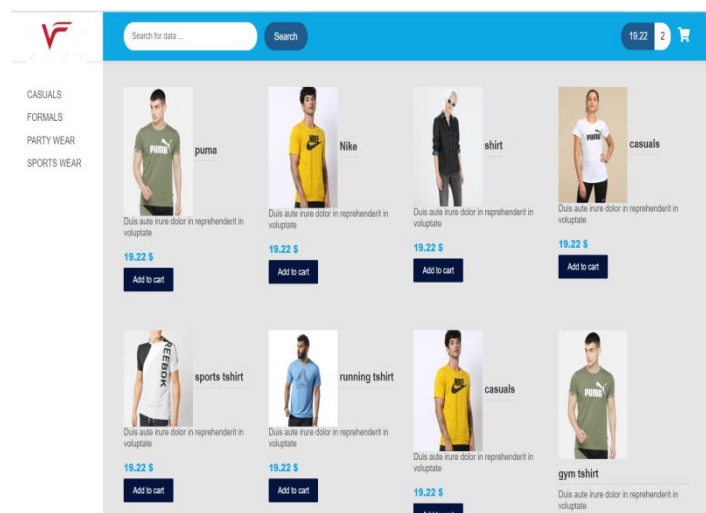 Search for data ...
Search
19.22
2
CASUALS
FORMALS
PARTY WEAR
SPORTS WEAR
PUMA
puma
Duis aute irure dolor in reprehenderit in
voluptate
19.22 $
Add to cart
NIKE
Nike
Duis aute irure dolor in reprehenderit in
voluptate
19.22 $
Add to cart
shirt
Duis aute irure dolor in reprehenderit in
voluptate
19.22 $
Add to cart
PUMA
casuals
Duis aute irure dolor in reprehenderit in
voluptate
19.22 $
Add to cart
REEBOK
sports tshirt
Duis aute irure dolor in reprehenderit in
voluptate
19.22 $
Add to cart
running tshirt
Duis aute irure dolor in reprehenderit in
voluptate
19.22 $
Add to cart
NIKE
casuals
Duis aute irure dolor in reprehenderit in
voluptate
19.22 $
PUMA
gym tshirt
Duis aute irure dolor in reprehenderit in
voluptate